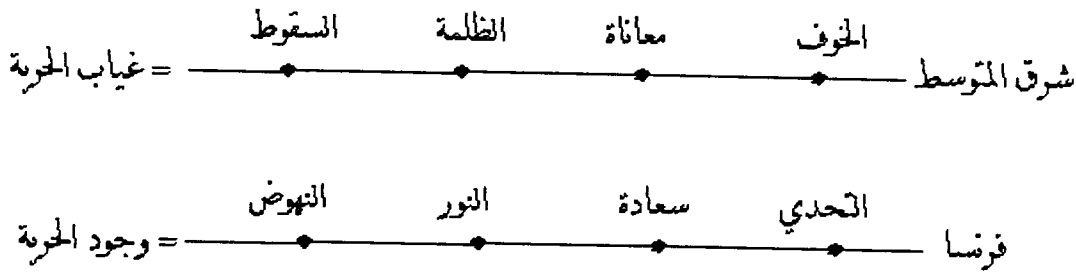 الخوف معاناة الظلمة السقوط
شرق المتوسط = غياب الحرية
التحدي سعادة النور النهوض
فرنسا = وجود الحرية